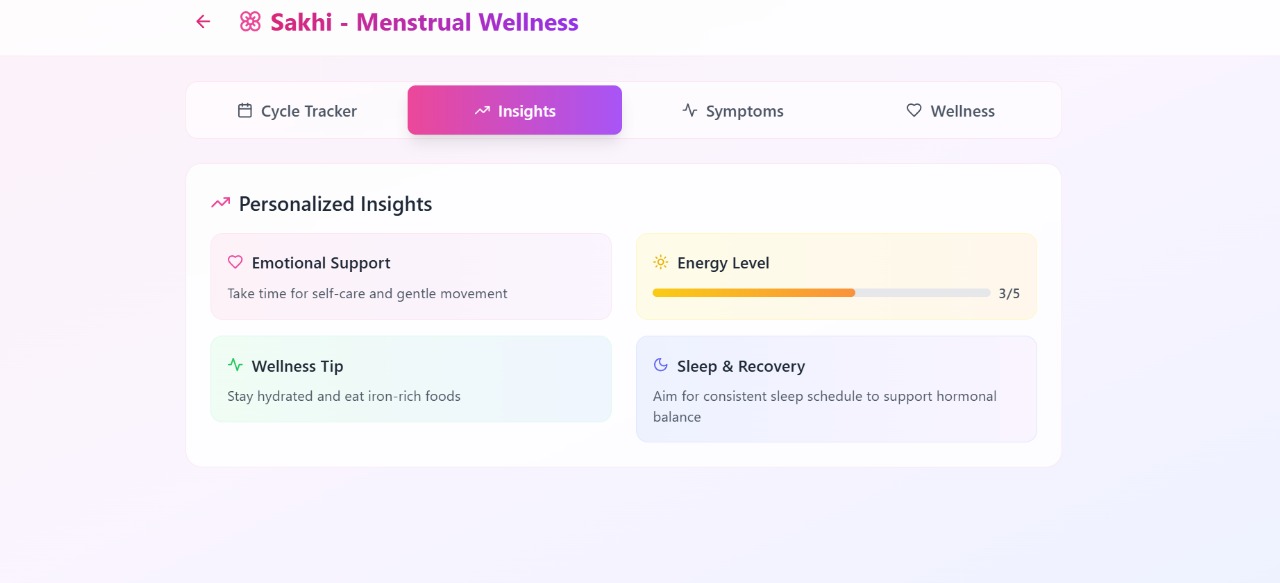 Sakhi - Menstrual Wellness
Cycle Tracker
Insights
Symptoms
Wellness
Personalized Insights
Emotional Support
Take time for self-care and gentle movement
Energy Level
3/5
Wellness Tip
Stay hydrated and eat iron-rich foods
Sleep & Recovery
Aim for consistent sleep schedule to support hormonal
balance